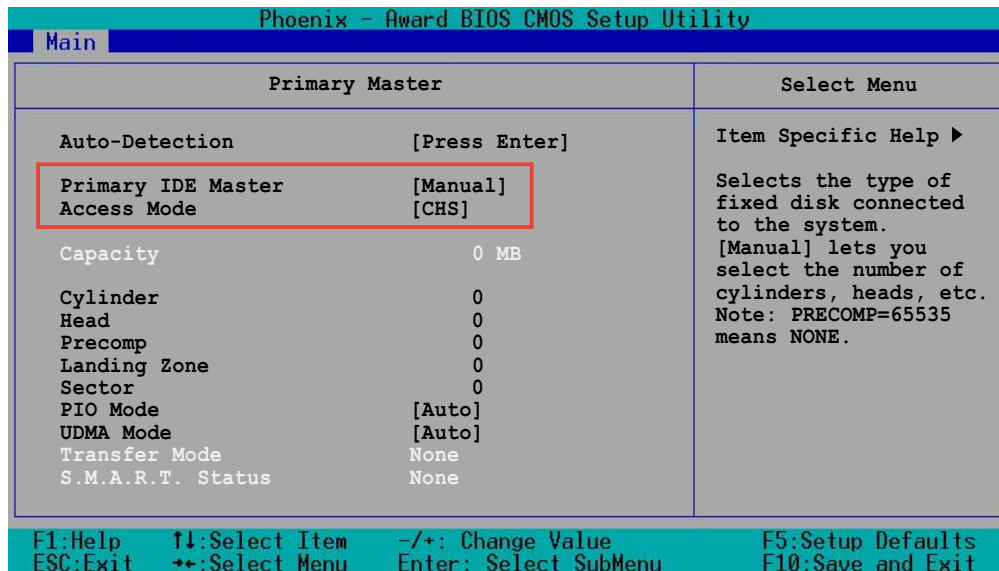 Phoenix - Award BIOS CMOS Setup Utility
Main
Primary Master
Select Menu
Auto-Detection [Press Enter]
Primary IDE Master [Manual]
Access Mode [CHS]
Capacity 0 MB
Cylinder 0
Head 0
Precomp 0
Landing Zone 0
Sector 0
PIO Mode [Auto]
UDMA Mode [Auto]
Transfer Mode None
S.M.A.R.T. Status None
Item Specific Help ▶
Selects the type of
fixed disk connected
to the system.
[Manual] lets you
select the number of
cylinders, heads, etc.
Note: PRECOMP=65535
means NONE.
F1:Help ↑↓:Select Item -/+: Change Value F5:Setup Defaults
ESC:Exit →←:Select Menu Enter: Select SubMenu F10:Save and Exit